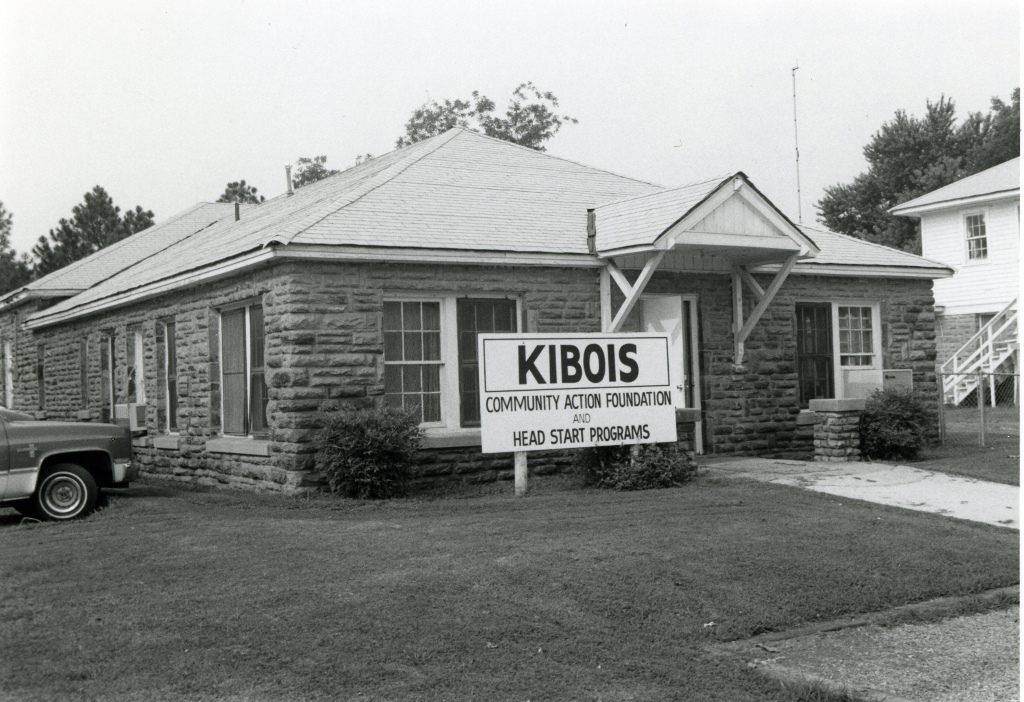 KIBOIS
COMMUNITY ACTION FOUNDATION
AND
HEAD START PROGRAMS